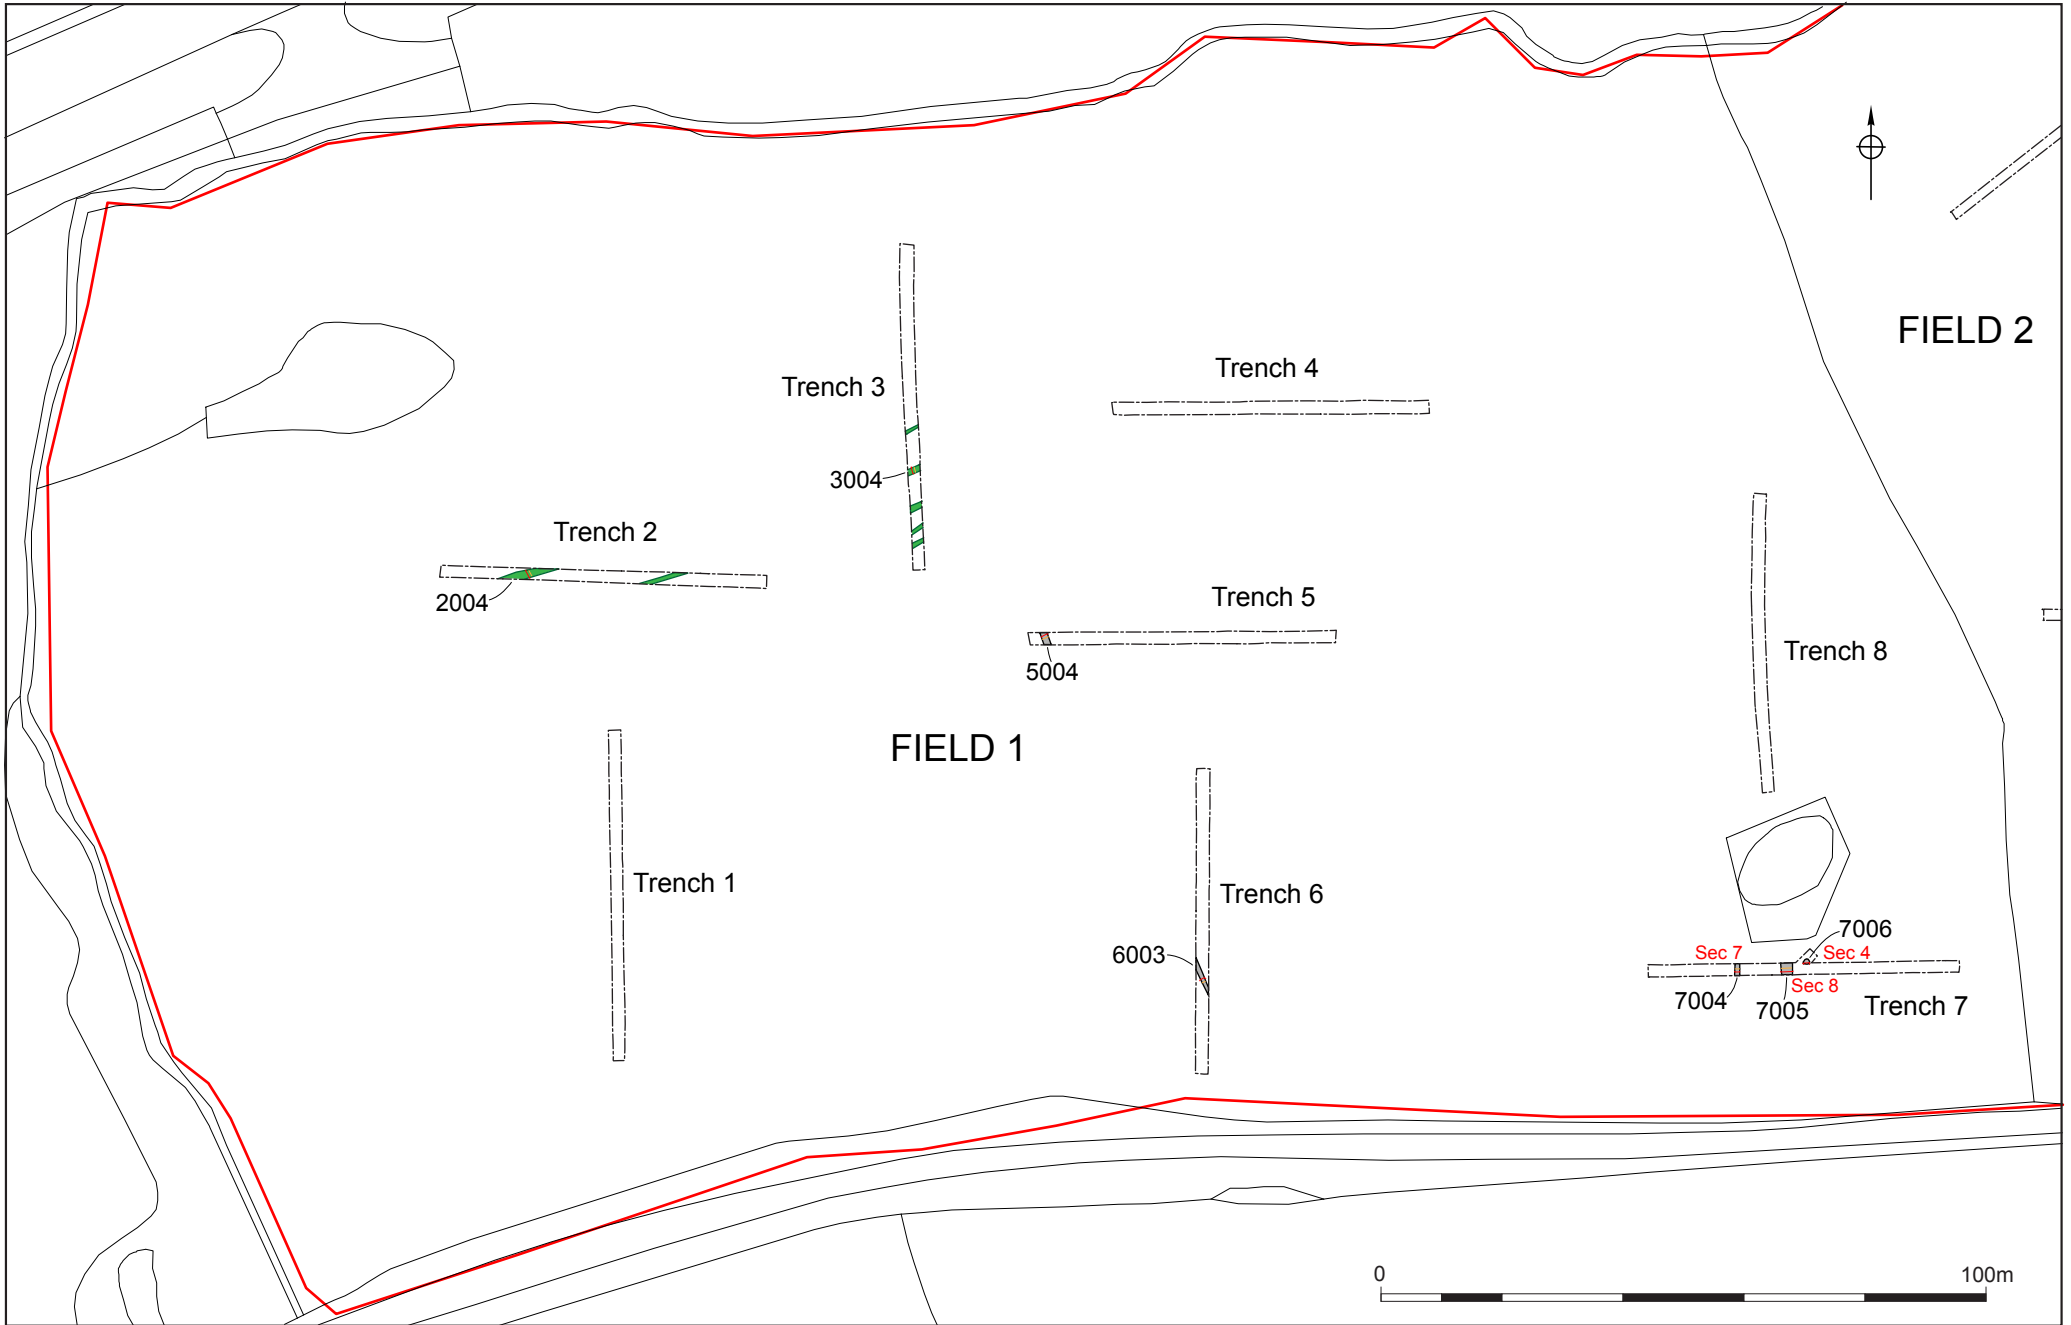 FIELD 2
Trench 4
Trench 3
3004
Trench 2
2004
Trench 5
5004
Trench 8
FIELD 1
Trench 1
Trench 6
6003
7006
Sec 7
Sec 4
Sec 8
7004
7005
Trench 7
0
100m